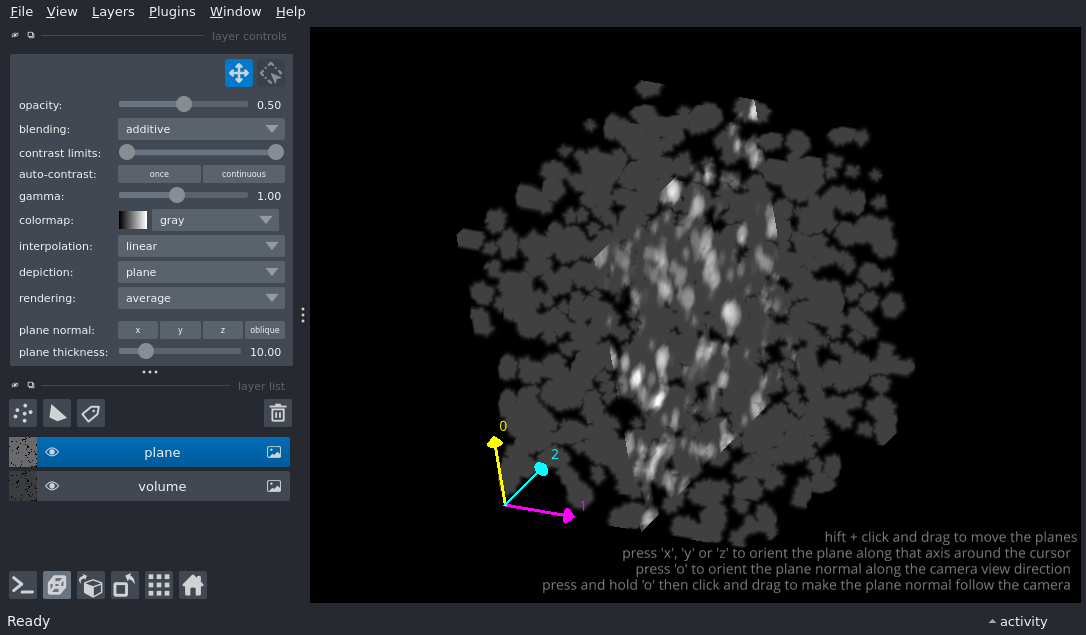 File View Layers Plugins Window Help
layer controls
opacity: 0.50
blending: additive
contrast limits:
auto-contrast: once continuous
gamma: 1.00
colormap: gray
interpolation: linear
depiction: plane
rendering: average
plane normal: x y z oblique
plane thickness: 10.00
layer list
plane
volume
0
2
1
hift + click and drag to move the planes
press 'x', 'y' or 'z' to orient the plane along that axis around the cursor
press 'o' to orient the plane normal along the camera view direction
press and hold 'o' then click and drag to make the plane normal follow the camera
Ready
activity